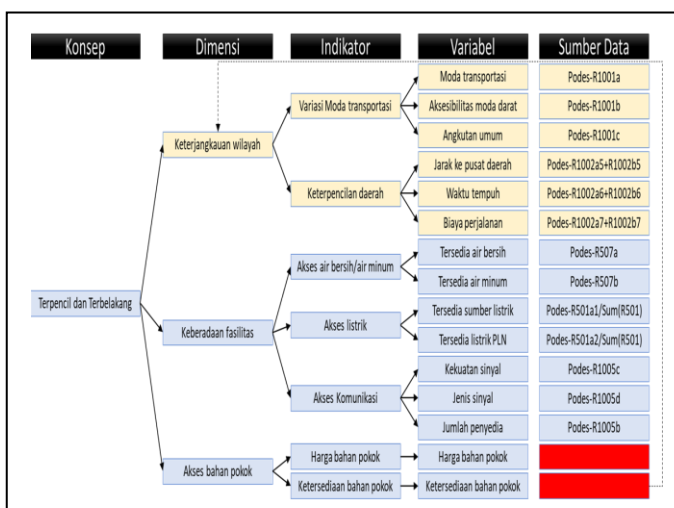 Konsep Dimensi Indikator Variabel Sumber Data
Moda transportasi Podes-R1001a
Variasi Moda transportasi Aksesibilitas moda darat Podes-R1001b
Angkutan umum Podes-R1001c
Keterjangkauan wilayah
Jarak ke pusat daerah Podes-R1002a5+R1002b5
Keterpencilan daerah Waktu tempuh Podes-R1002a6+R1002b6
Biaya perjalanan Podes-R1002a7+R1002b7
Akses air bersih/air minum Tersedia air bersih Podes-R507a
Tersedia air minum Podes-R507b
Terpencil dan Terbelakang
Tersedia sumber listrik Podes-R501a1/Sum(R501)
Keberadaan fasilitas Akses listrik
Tersedia listrik PLN Podes-R501a2/Sum(R501)
Kekuatan sinyal Podes-R1005c
Akses Komunikasi Jenis sinyal Podes-R1005d
Jumlah penyedia Podes-R1005b
Harga bahan pokok Harga bahan pokok
Akses bahan pokok
Ketersediaan bahan pokok Ketersediaan bahan pokok